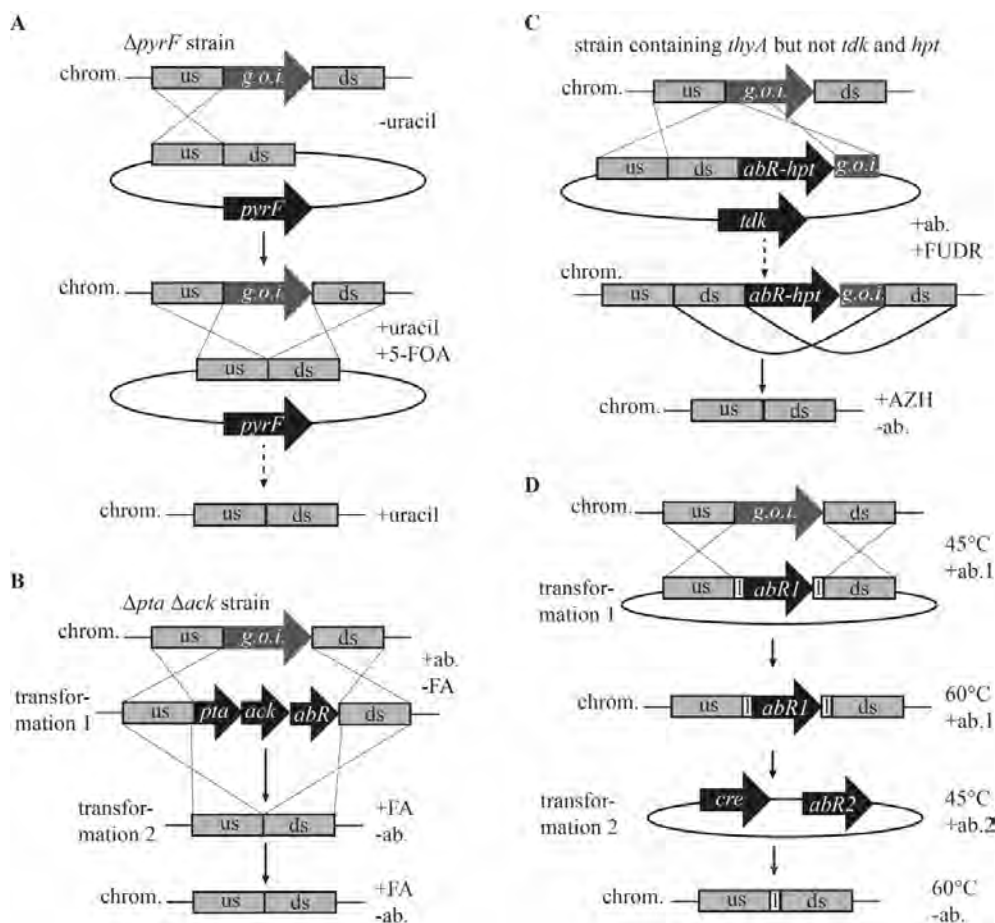 A
ΔpyrF strain
chrom.
us g.o.i. ds
-uracil
us ds
pyrF
chrom.
us g.o.i. ds
+uracil
+5-FOA
us ds
pyrF
chrom.
us ds
+uracil
B
Δpta Δack strain
chrom.
us g.o.i. ds
+ab.
-FA
transfor-
mation 1
us pta ack abR ds
transfor-
mation 2
us ds
+FA
-ab.
chrom.
us ds
+FA
-ab.
C
strain containing thyA but not tdk and hpt
chrom.
us g.o.i. ds
us ds abR-hpt g.o.i.
tdk
+ab.
+FUDR
chrom.
us ds abR-hpt g.o.i. ds
chrom.
us ds
+AZH
-ab.
D
chrom.
us g.o.i. ds
45°C
+ab.1
transfor-
mation 1
us l abR1 l ds
chrom.
us l abR1 l ds
60°C
+ab.1
transfor-
mation 2
cre abR2
45°C
+ab.2
chrom.
us l ds
60°C
-ab.